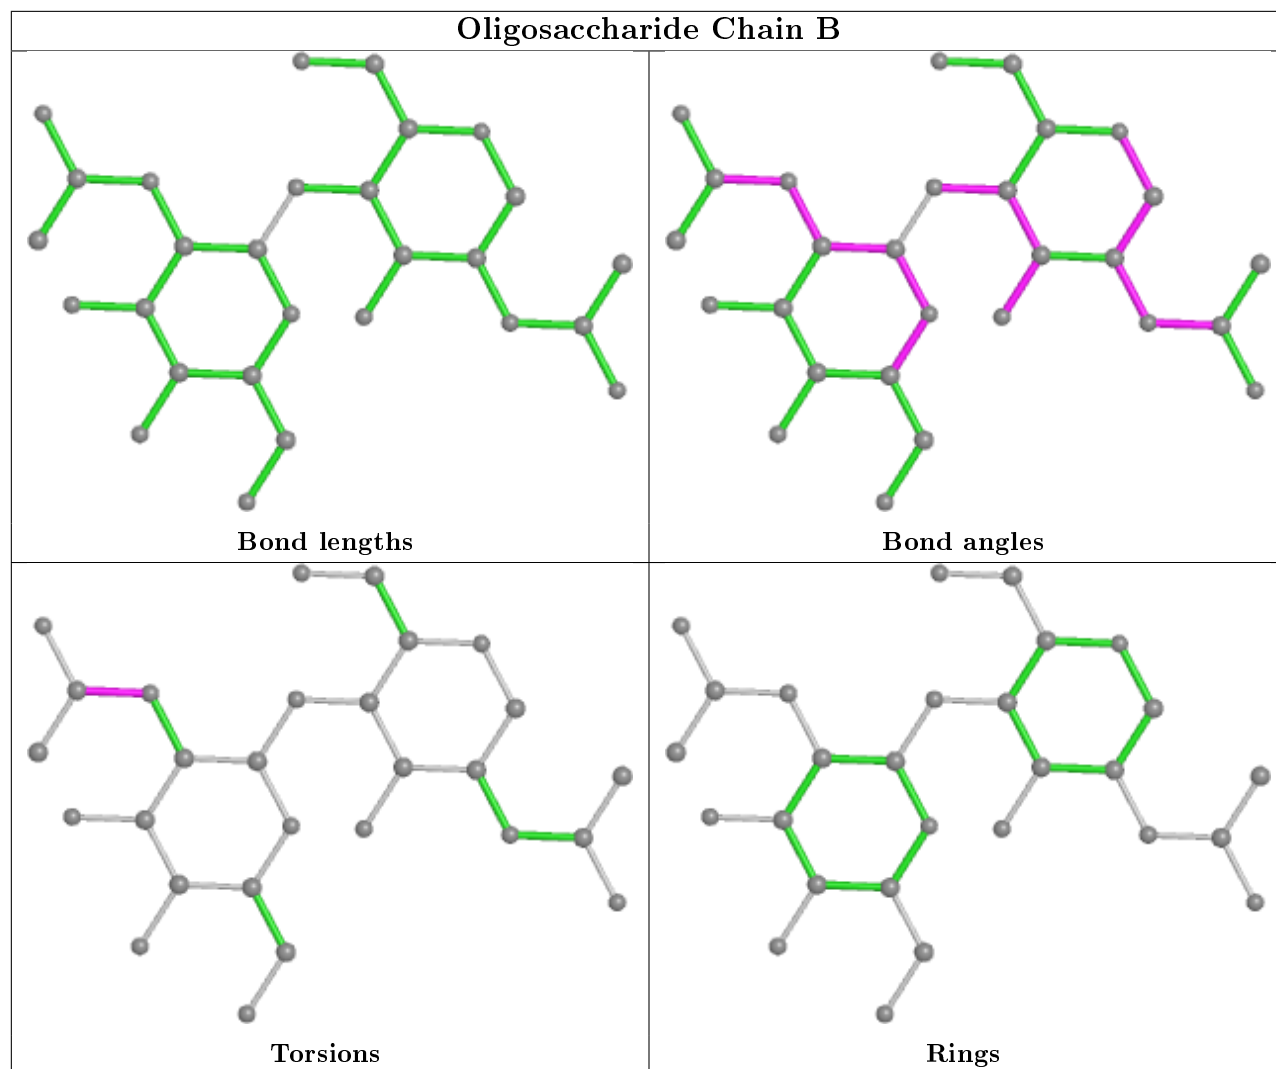 Oligosaccharide Chain B
Bond lengths
Bond angles
Torsions
Rings